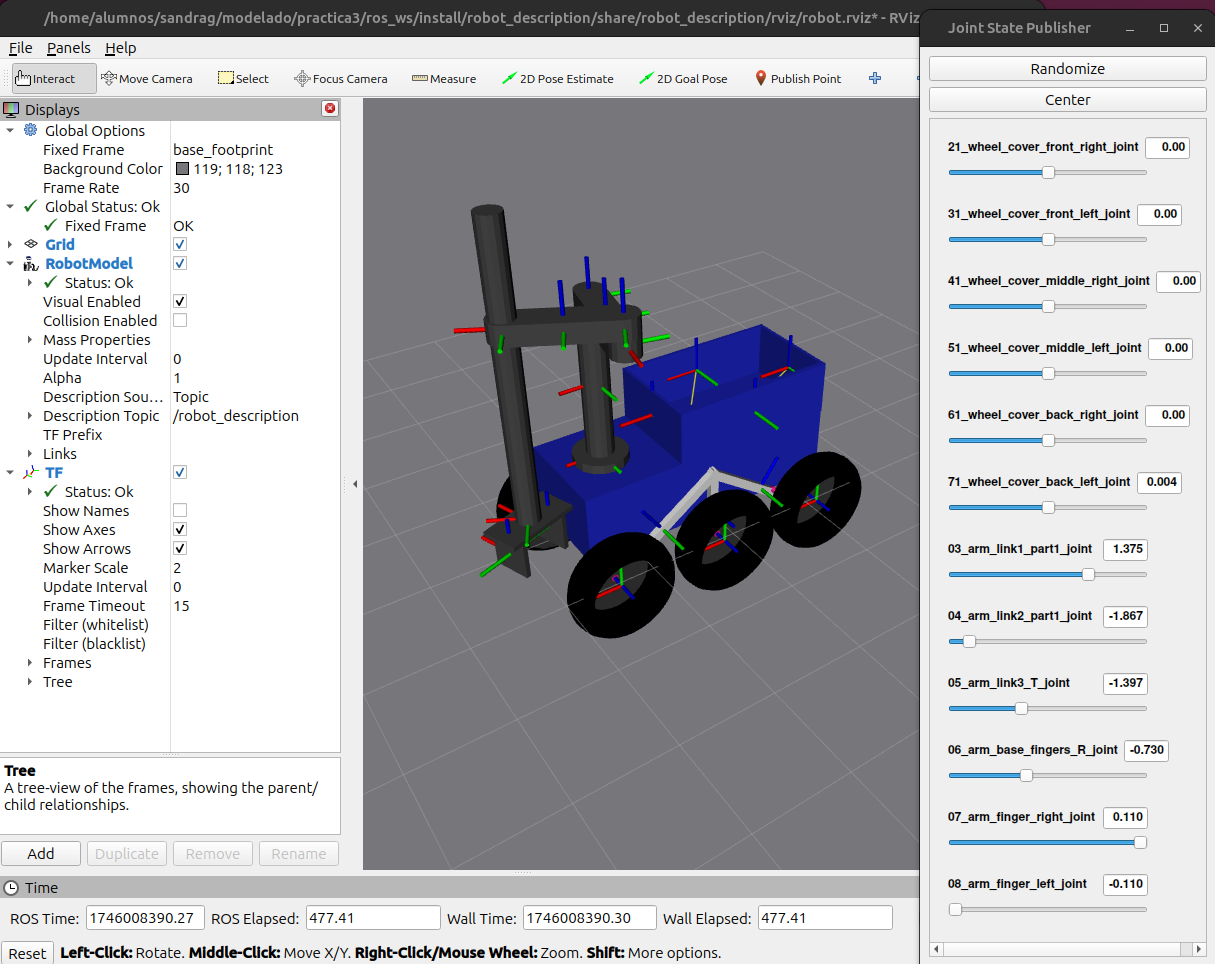 /home/alumnos/sandrag/modelado/practica3/ros_ws/install/robot_description/share/robot_description/rviz/robot.rviz* - RViz
File Panels Help
Interact Move Camera Select Focus Camera Measure 2D Pose Estimate 2D Goal Pose Publish Point
Displays
Global Options
Fixed Frame base_footprint
Background Color 119; 118; 123
Frame Rate 30
Global Status: Ok
Fixed Frame OK
Grid
RobotModel
Status: Ok
Visual Enabled
Collision Enabled
Mass Properties
Update Interval 0
Alpha 1
Description Sou... Topic
Description Topic /robot_description
TF Prefix
Links
TF
Status: Ok
Show Names
Show Axes
Show Arrows
Marker Scale 2
Update Interval 0
Frame Timeout 15
Filter (whitelist)
Filter (blacklist)
Frames
Tree
Tree
A tree-view of the frames, showing the parent/
child relationships.
Add Duplicate Remove Rename
Time
ROS Time: 1746008390.27 ROS Elapsed: 477.41 Wall Time: 1746008390.30 Wall Elapsed: 477.41
Reset Left-Click: Rotate. Middle-Click: Move X/Y. Right-Click/Mouse Wheel: Zoom. Shift: More options.
Joint State Publisher
Randomize
Center
21_wheel_cover_front_right_joint 0.00
31_wheel_cover_front_left_joint 0.00
41_wheel_cover_middle_right_joint 0.00
51_wheel_cover_middle_left_joint 0.00
61_wheel_cover_back_right_joint 0.00
71_wheel_cover_back_left_joint 0.004
03_arm_link1_part1_joint 1.375
04_arm_link2_part1_joint -1.867
05_arm_link3_T_joint -1.397
06_arm_base_fingers_R_joint -0.730
07_arm_finger_right_joint 0.110
08_arm_finger_left_joint -0.110